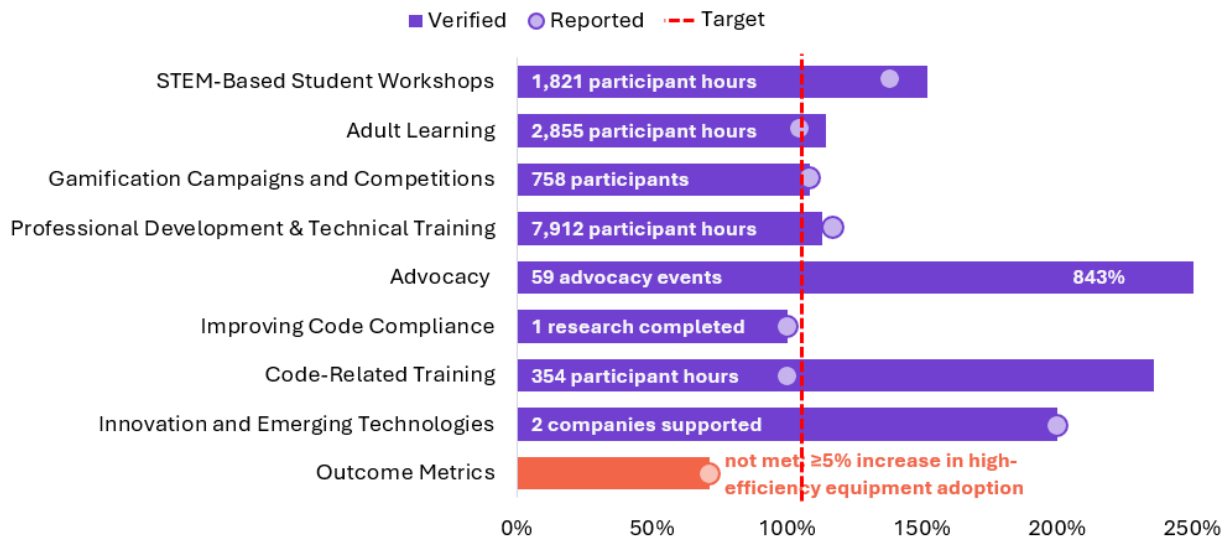 Verified Reported Target
STEM-Based Student Workshops 1,821 participant hours
Adult Learning 2,855 participant hours
Gamification Campaigns and Competitions 758 participants
Professional Development & Technical Training 7,912 participant hours
Advocacy 59 advocacy events 843%
Improving Code Compliance 1 research completed
Code-Related Training 354 participant hours
Innovation and Emerging Technologies 2 companies supported
Outcome Metrics not met: ≥5% increase in high-
efficiency equipment adoption
0% 50% 100% 150% 200% 250%